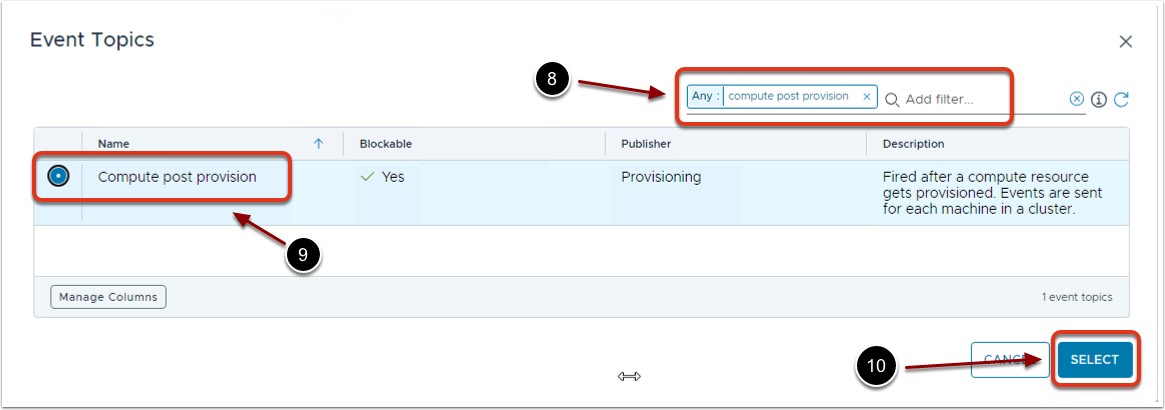 Event Topics
8
Any : compute post provision
Add filter...
Name
Blockable
Publisher
Description
Compute post provision
Yes
Provisioning
Fired after a compute resource
gets provisioned. Events are sent
for each machine in a cluster.
9
Manage Columns
1 event topics
10
CANCEL
SELECT